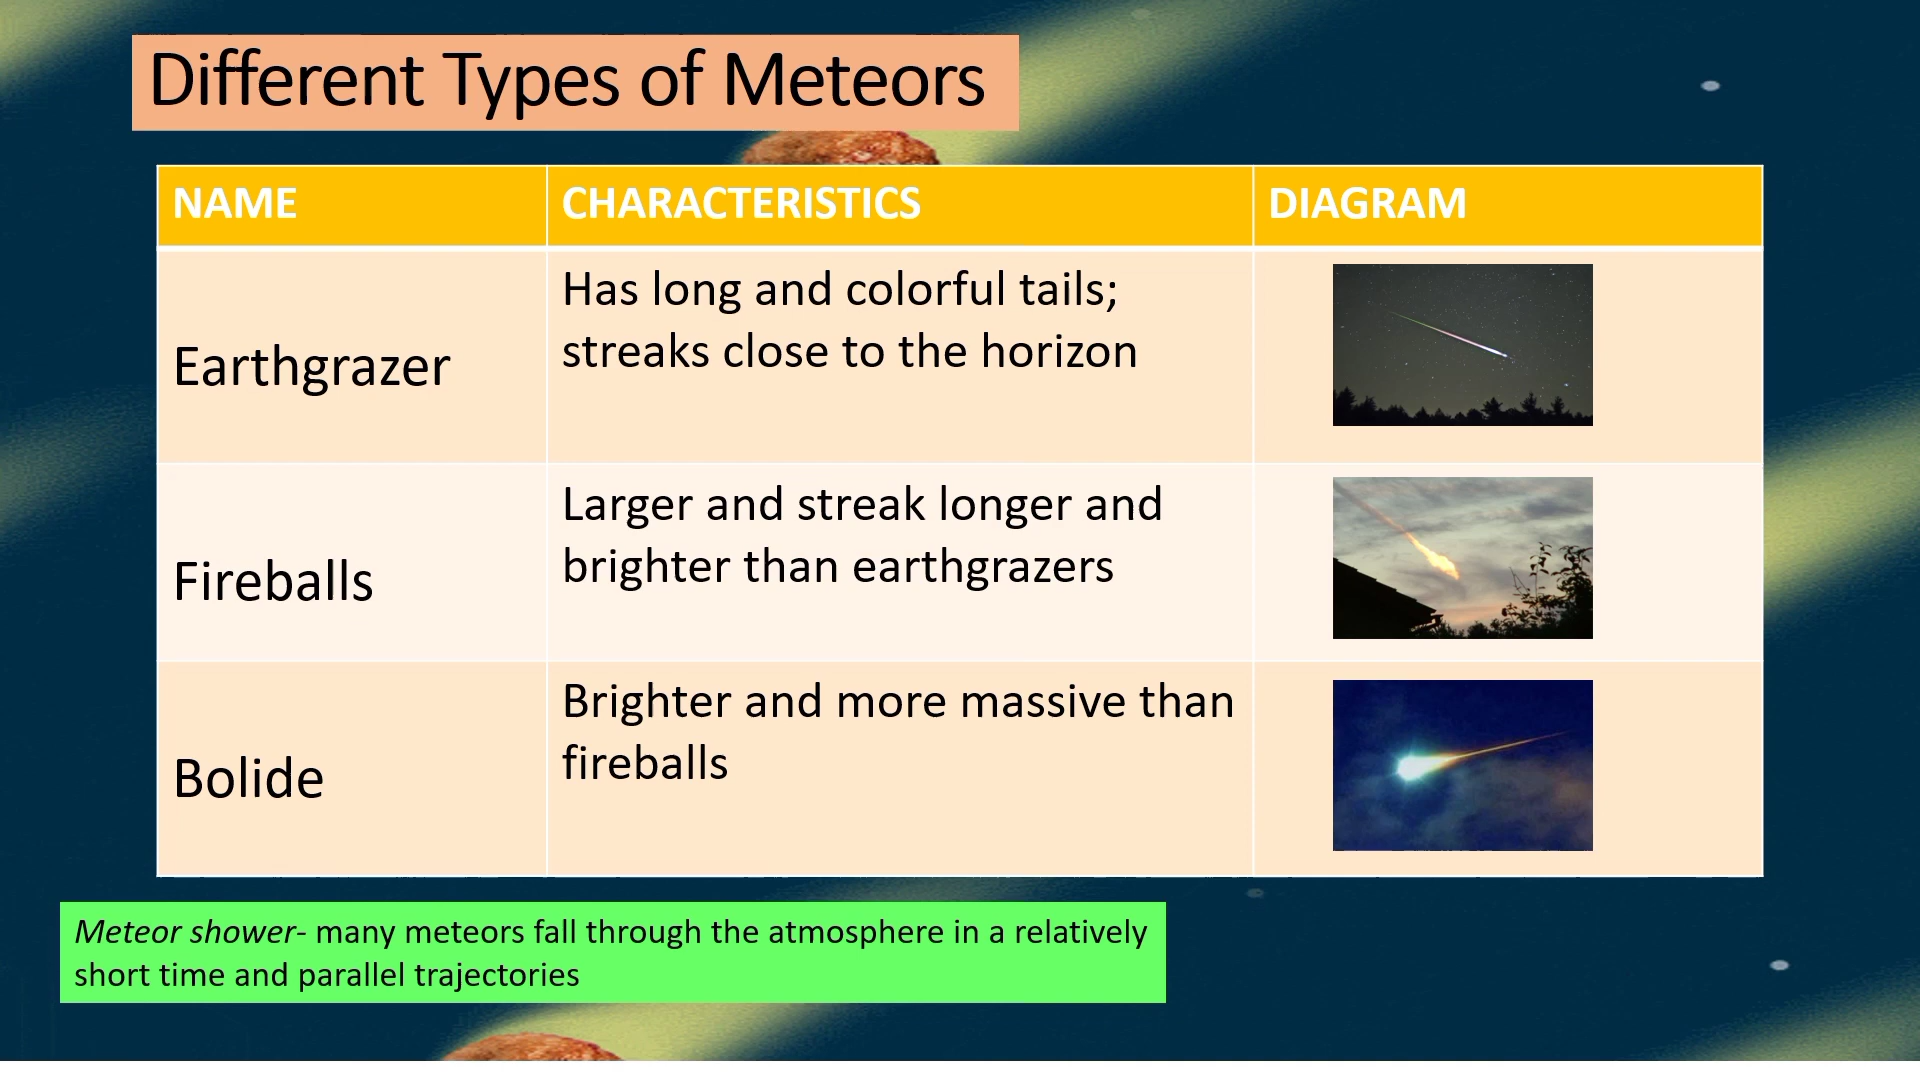 Different Types of Meteors
NAME
CHARACTERISTICS
DIAGRAM
Earthgrazer
Has long and colorful tails;
streaks close to the horizon
Fireballs
Larger and streak longer and
brighter than earthgrazers
Bolide
Brighter and more massive than
fireballs
Meteor shower- many meteors fall through the atmosphere in a relatively
short time and parallel trajectories